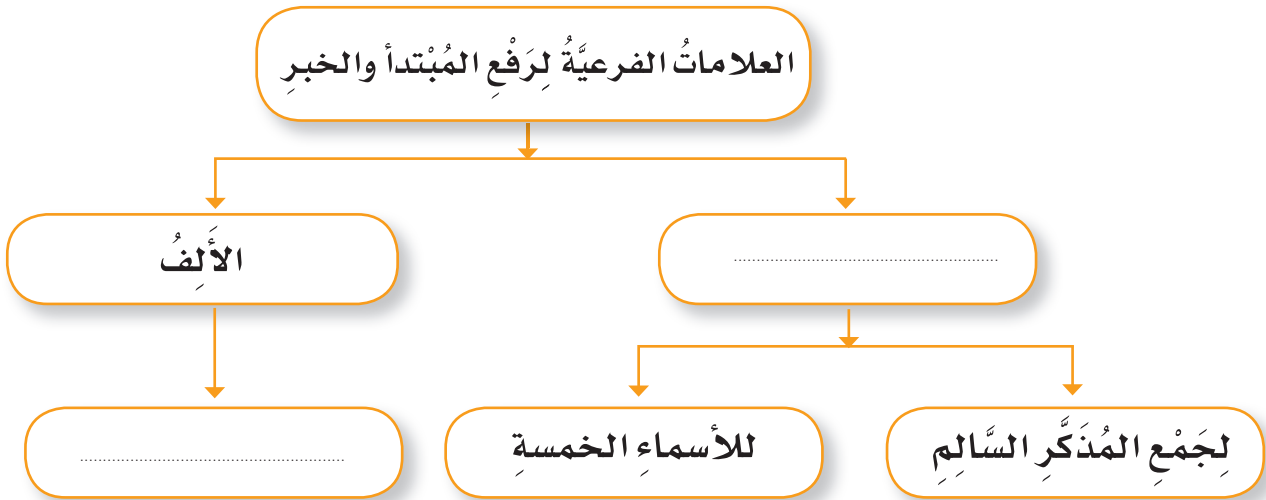 العلاماتُ الفرعيَّةُ لِرَفْعِ المُبْتدأ والخبرِ
........................................................
الأَلِفُ
لِجَمْعِ المُذَكَّرِ السَّالِمِ
للأسماءِ الخمسةِ
........................................................